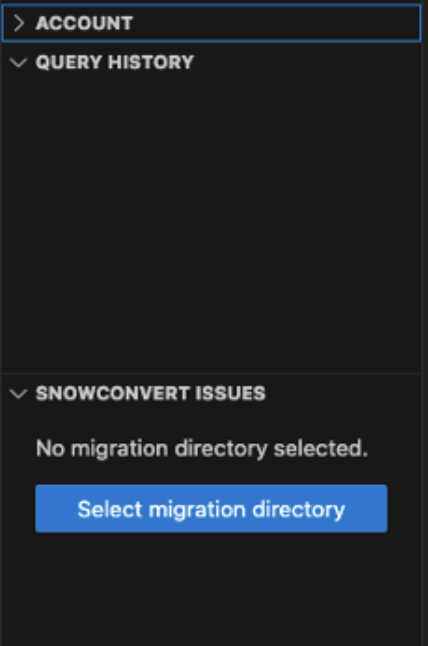 ACCOUNT
QUERY HISTORY
SNOWCONVERT ISSUES
No migration directory selected.
Select migration directory